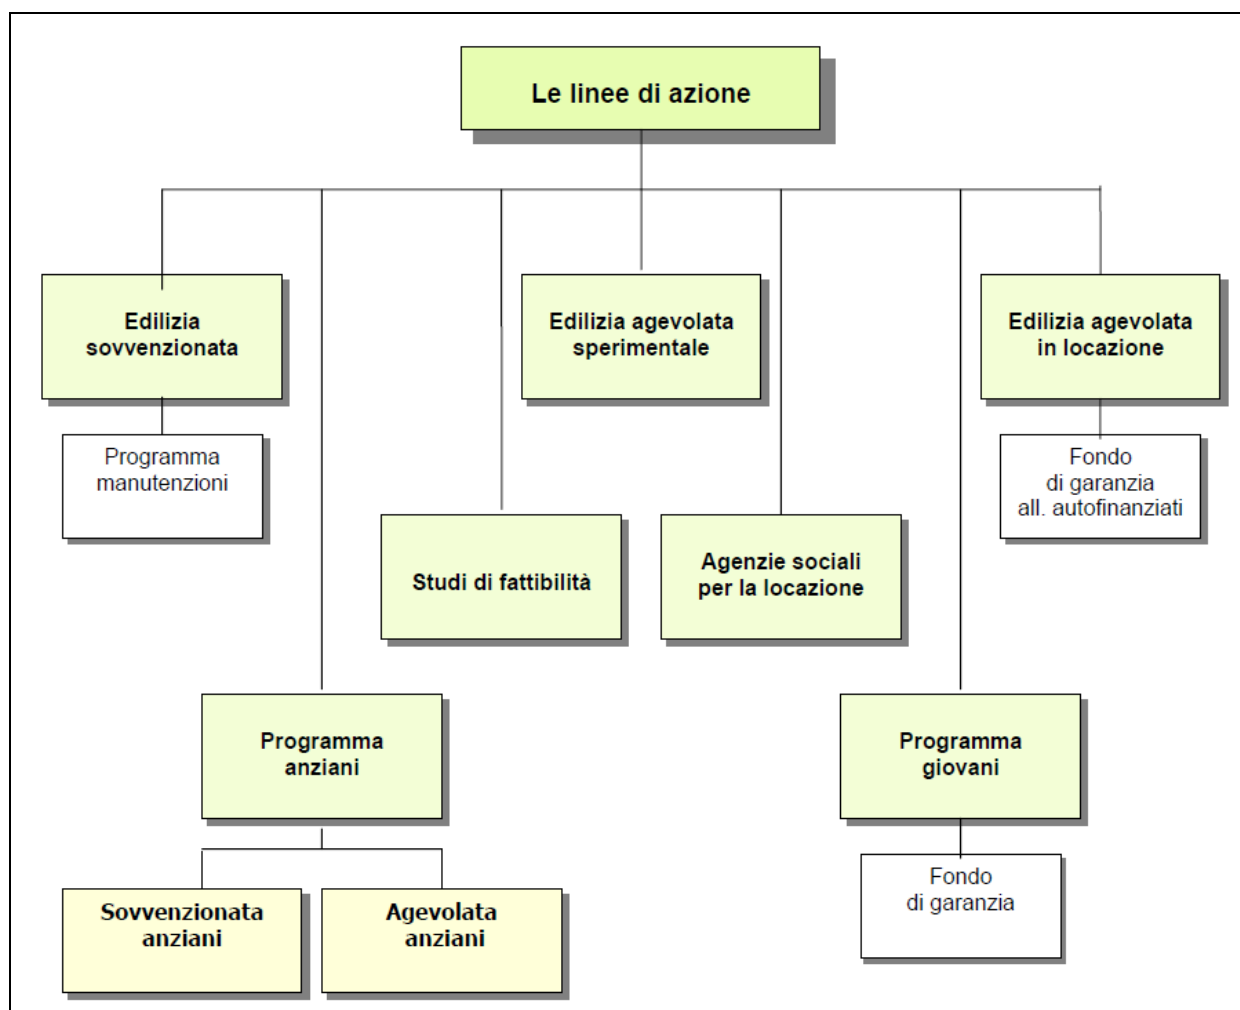 Le linee di azione
Edilizia
sovvenzionata
Edilizia agevolata
sperimentale
Edilizia agevolata
in locazione
Programma
manutenzioni
Fondo
di garanzia
all. autofinanziati
Studi di fattibilità
Agenzie sociali
per la locazione
Programma
anziani
Programma
giovani
Sovvenzionata
anziani
Agevolata
anziani
Fondo
di garanzia